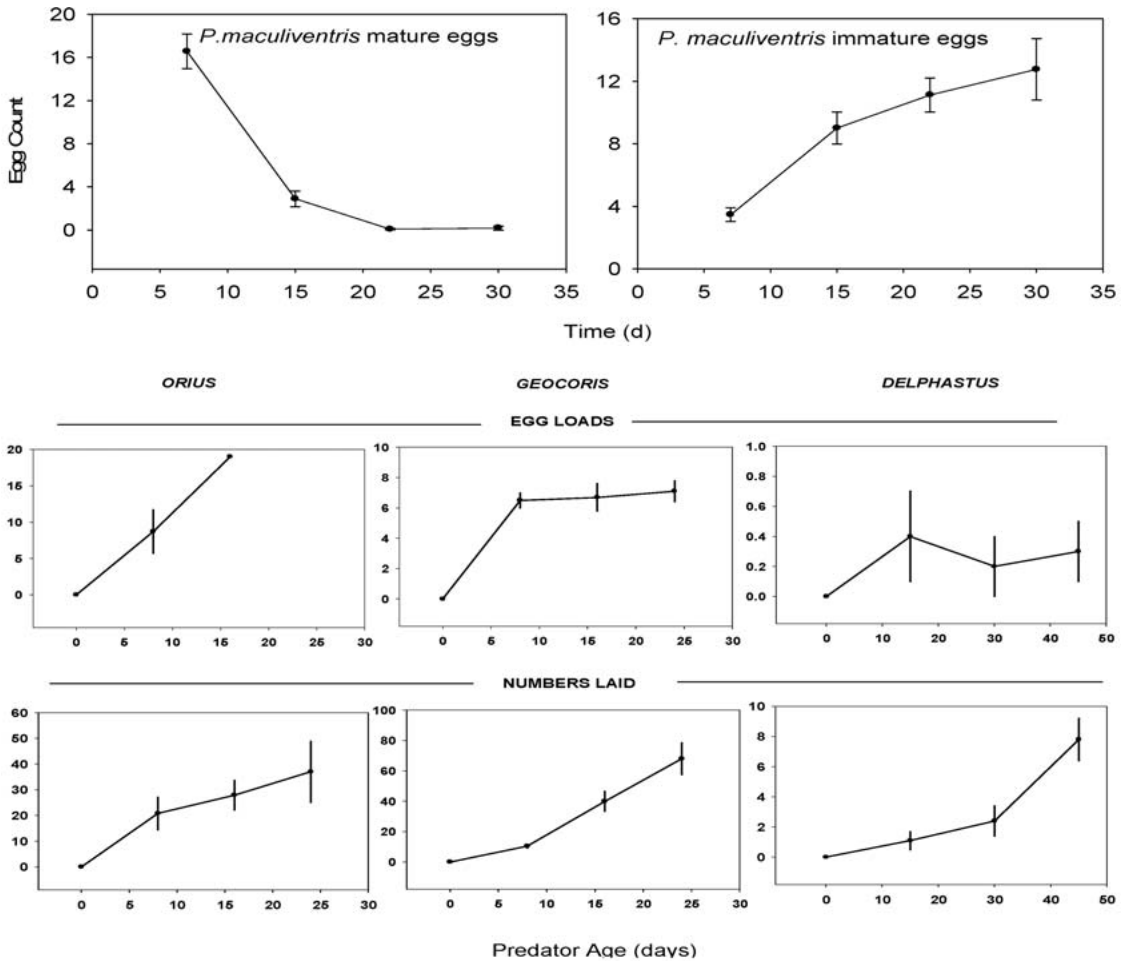 P.maculiventris mature eggs
P. maculiventris immature eggs
Egg Count
20
16
12
8
4
0
0 5 10 15 20 25 30 35
16
12
8
4
0
0 5 10 15 20 25 30 35
Time (d)
ORIUS GEOCORIS DELPHASTUS
EGG LOADS
20
15
10
5
0
0 5 10 15 20 25 30
10
8
6
4
2
0
0 5 10 15 20 25 30
1.0
0.8
0.6
0.4
0.2
0.0
0 10 20 30 40 50
NUMBERS LAID
60
50
40
30
20
10
0
0 5 10 15 20 25 30
100
80
60
40
20
0
0 5 10 15 20 25 30
10
8
6
4
2
0
0 10 20 30 40 50
Predator Age (days)